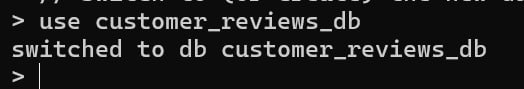 > use customer_reviews_db
switched to db customer_reviews_db
>